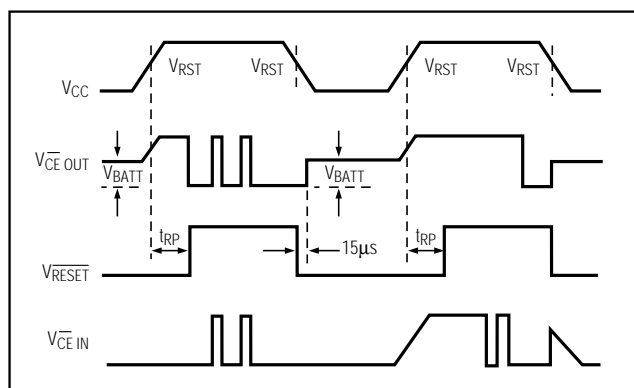 VRST VRST VRST VRST
VCC
VCE OUT
VBATT VBATT
tRP 15μs tRP
VRESET
VCE IN